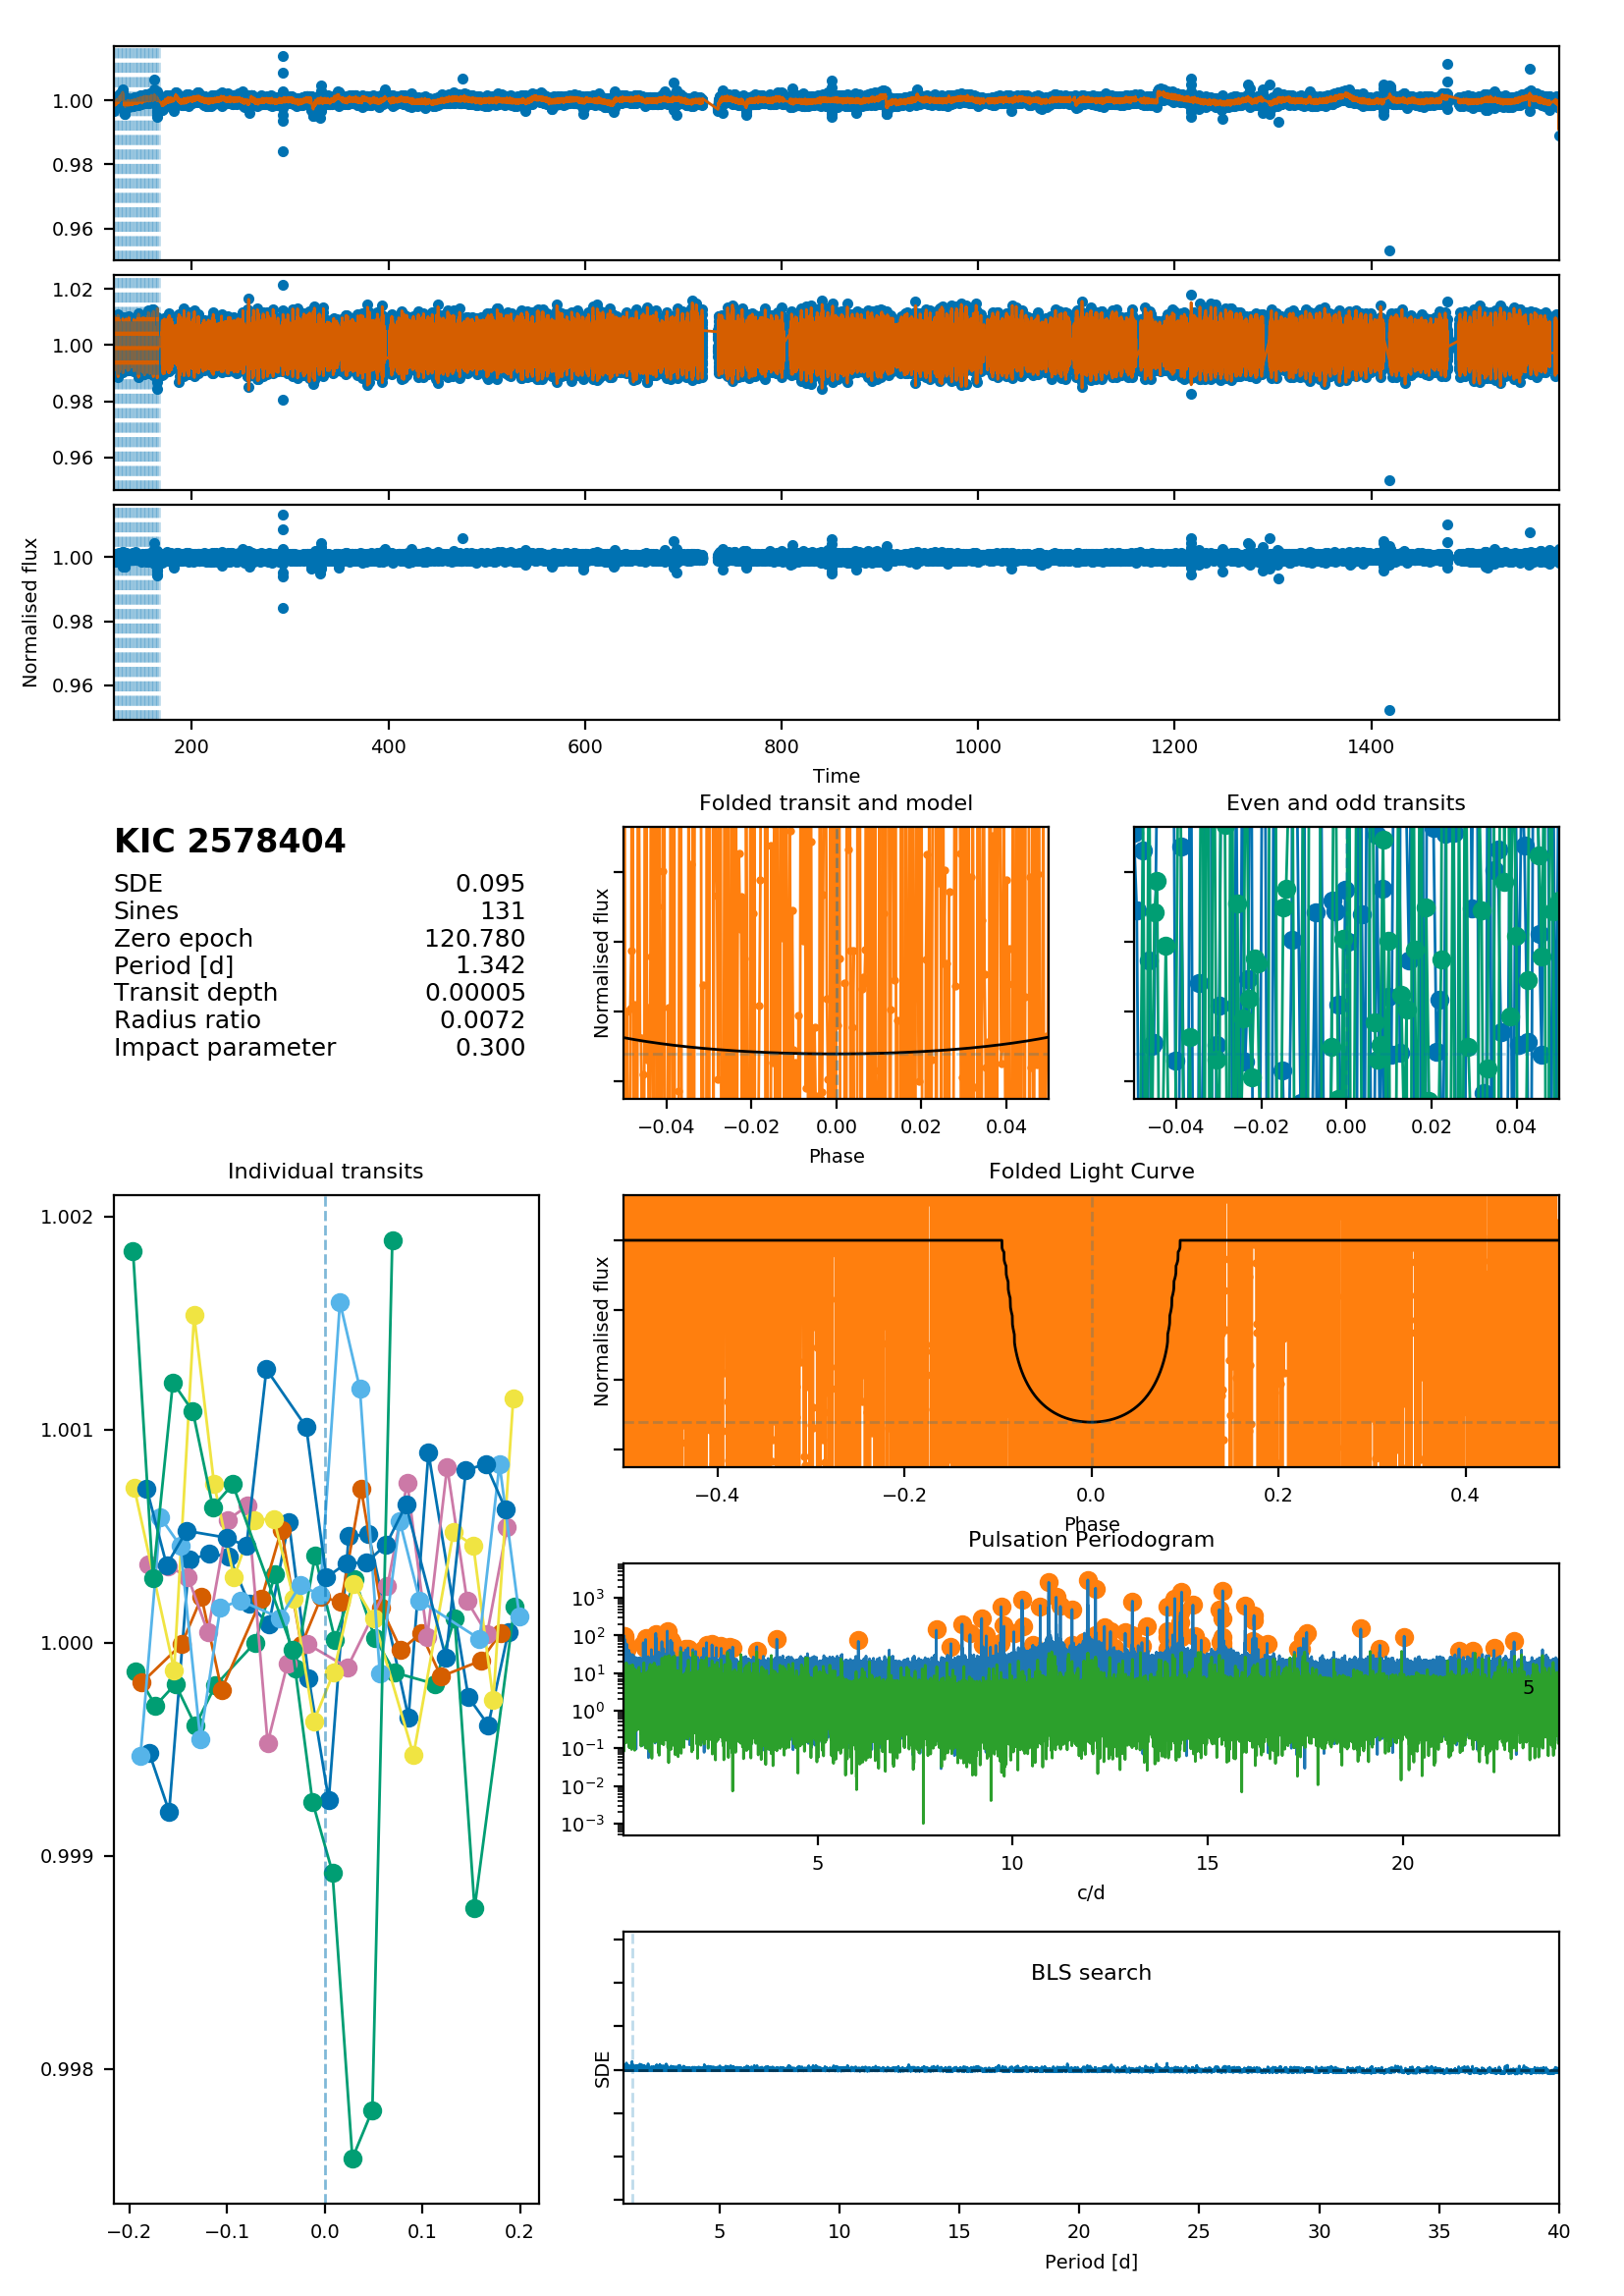 1.00
0.98
0.96
1.02
1.00
0.98
0.96
1.00
0.98
0.96
Normalised flux
200 400 600 800 1000 1200 1400
Time
KIC 2578404
SDE 0.095
Sines 131
Zero epoch 120.780
Period [d] 1.342
Transit depth 0.00005
Radius ratio 0.0072
Impact parameter 0.300
Folded transit and model
Normalised flux
−0.04 −0.02 0.00 0.02 0.04
Phase
Even and odd transits
−0.04 −0.02 0.00 0.02 0.04
Individual transits
1.002
1.001
1.000
0.999
0.998
−0.2 −0.1 0.0 0.1 0.2
Folded Light Curve
Normalised flux
−0.4 −0.2 0.0 0.2 0.4
Phase
Pulsation Periodogram
10³
10²
10¹
10⁰
10⁻¹
10⁻²
10⁻³
5
5 10 15 20
c/d
BLS search
SDE
5 10 15 20 25 30 35 40
Period [d]